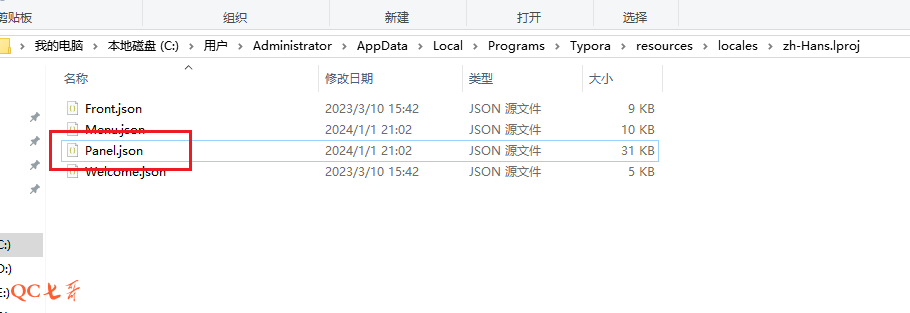 剪贴板 组织 新建 打开 选择
我的电脑 本地磁盘 (C:) 用户 Administrator AppData Local Programs Typora resources locales zh-Hans.lproj
名称 修改日期 类型 大小
Front.json 2023/3/10 15:42 JSON 源文件 9 KB
Menu.json 2024/1/1 21:02 JSON 源文件 10 KB
Panel.json 2024/1/1 21:02 JSON 源文件 31 KB
Welcome.json 2023/3/10 15:42 JSON 源文件 5 KB
C:)
D:)
E:)
QC七哥